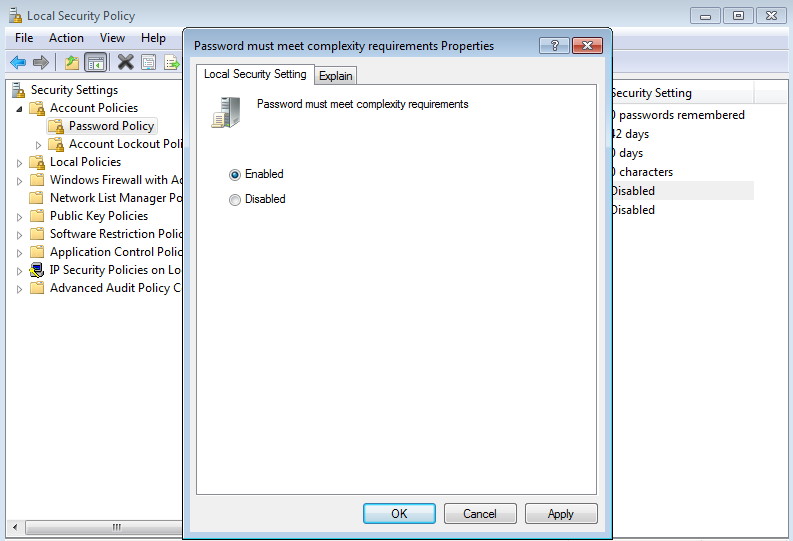 Local Security Policy
File Action View Help
Security Settings
Account Policies
Password Policy
Account Lockout Poli
Local Policies
Windows Firewall with Ad
Network List Manager Po
Public Key Policies
Software Restriction Polic
Application Control Polic
IP Security Policies on Lo
Advanced Audit Policy C
Password must meet complexity requirements Properties
?
Local Security Setting Explain
Password must meet complexity requirements
Enabled
Disabled
OK Cancel Apply
Security Setting
0 passwords remembered
42 days
0 days
0 characters
Disabled
Disabled